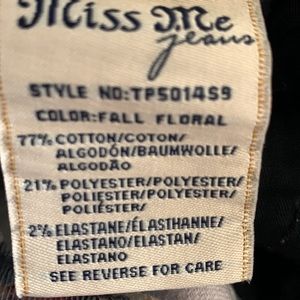 Miss Me
jeans
STYLE NO:TP5014S9
COLOR:FALL FLORAL
77% COTTON/COTON/
ALGODÓN/BAUMWOLLE/
ALGODÃO
21% POLYESTER/POLYESTER/
POLIÉSTER/POLYESTER/
POLIÉSTER/
2% ELASTANE/ÉLASTHANNE/
ELASTANO/ELASTAN/
ELASTANO
SEE REVERSE FOR CARE